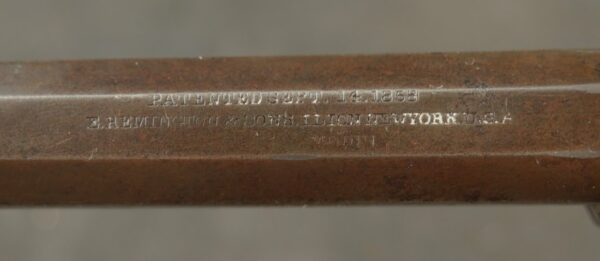 PATENTED SEPT. 14. 1858
E. REMINGTON & SONS, ILION, NEW YORK U.S.A